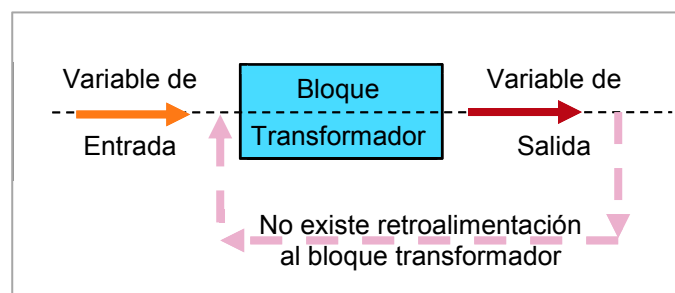 Variable de
Entrada
Bloque
Transformador
Variable de
Salida
No existe retroalimentación
al bloque transformador